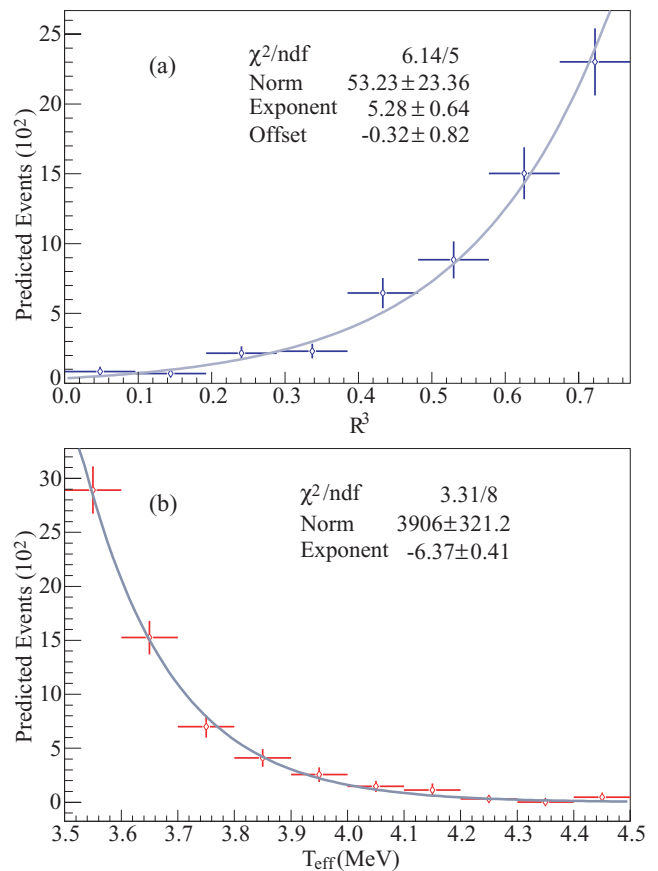 25
20
15
10
5
0
Predicted Events (10²)
(a)
χ²/ndf 6.14/5
Norm 53.23±23.36
Exponent 5.28±0.64
Offset -0.32±0.82
0.0 0.1 0.2 0.3 0.4 0.5 0.6 0.7
R³
30
25
20
15
10
5
0
Predicted Events (10²)
(b)
χ²/ndf 3.31/8
Norm 3906±321.2
Exponent -6.37±0.41
3.5 3.6 3.7 3.8 3.9 4.0 4.1 4.2 4.3 4.4 4.5
T_eff(MeV)